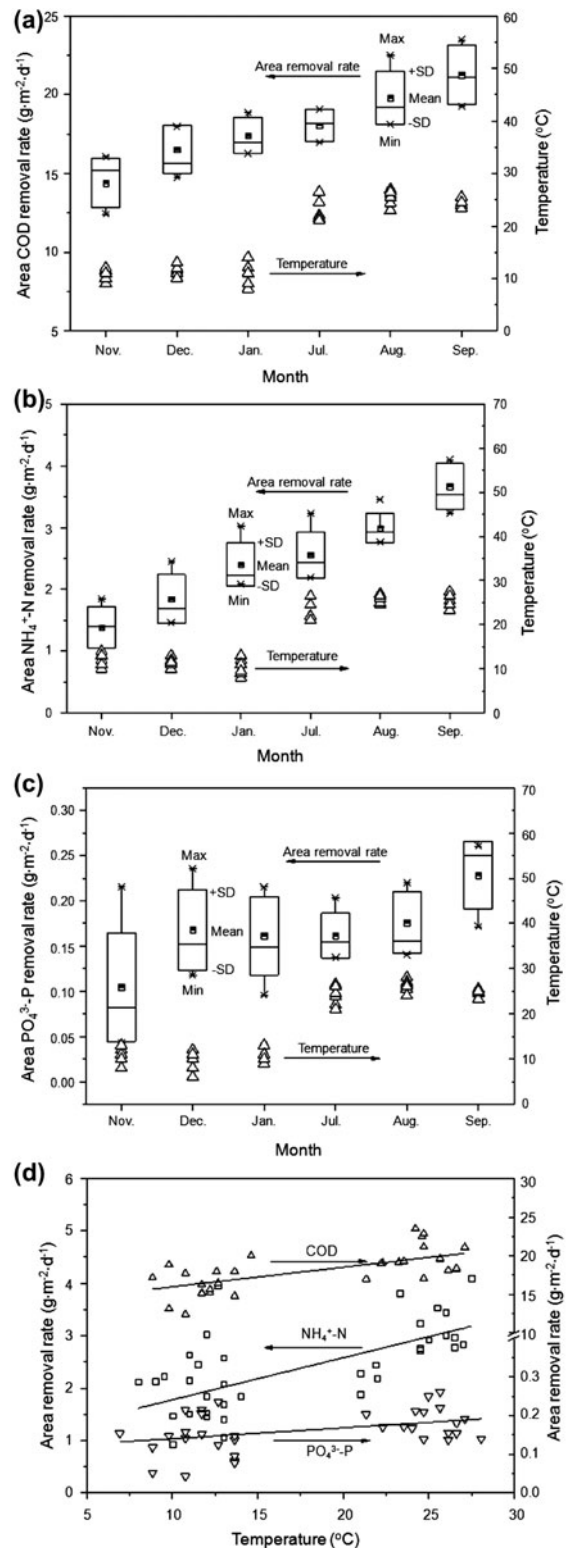 (a)
Area COD removal rate (g·m-2·d-1)
25
20
15
10
5
60
50
40
30
20
10
0
Temperature (°C)
Area removal rate
Max
+SD
Mean
-SD
Min
Temperature
Nov. Dec. Jan. Jul. Aug. Sep.
Month
(b)
Area NH4+-N removal rate (g·m-2·d-1)
5
4
3
2
1
0
70
60
50
40
30
20
10
0
Temperature (°C)
Area removal rate
Max
+SD
Mean
-SD
Min
Temperature
Nov. Dec. Jan. Jul. Aug. Sep.
Month
(c)
Area PO43--P removal rate (g·m-2·d-1)
0.30
0.25
0.20
0.15
0.10
0.05
0.00
70
60
50
40
30
20
10
0
Temperature (°C)
Area removal rate
Max
+SD
Mean
-SD
Min
Temperature
Nov. Dec. Jan. Jul. Aug. Sep.
Month
(d)
Area removal rate (g·m-2·d-1)
6
5
4
3
2
1
0
30
25
20
15
10
0.3
0.2
0.1
0.0
Area removal rate (g·m-2·d-1)
COD
NH4+-N
PO43--P
5 10 15 20 25 30
Temperature (°C)